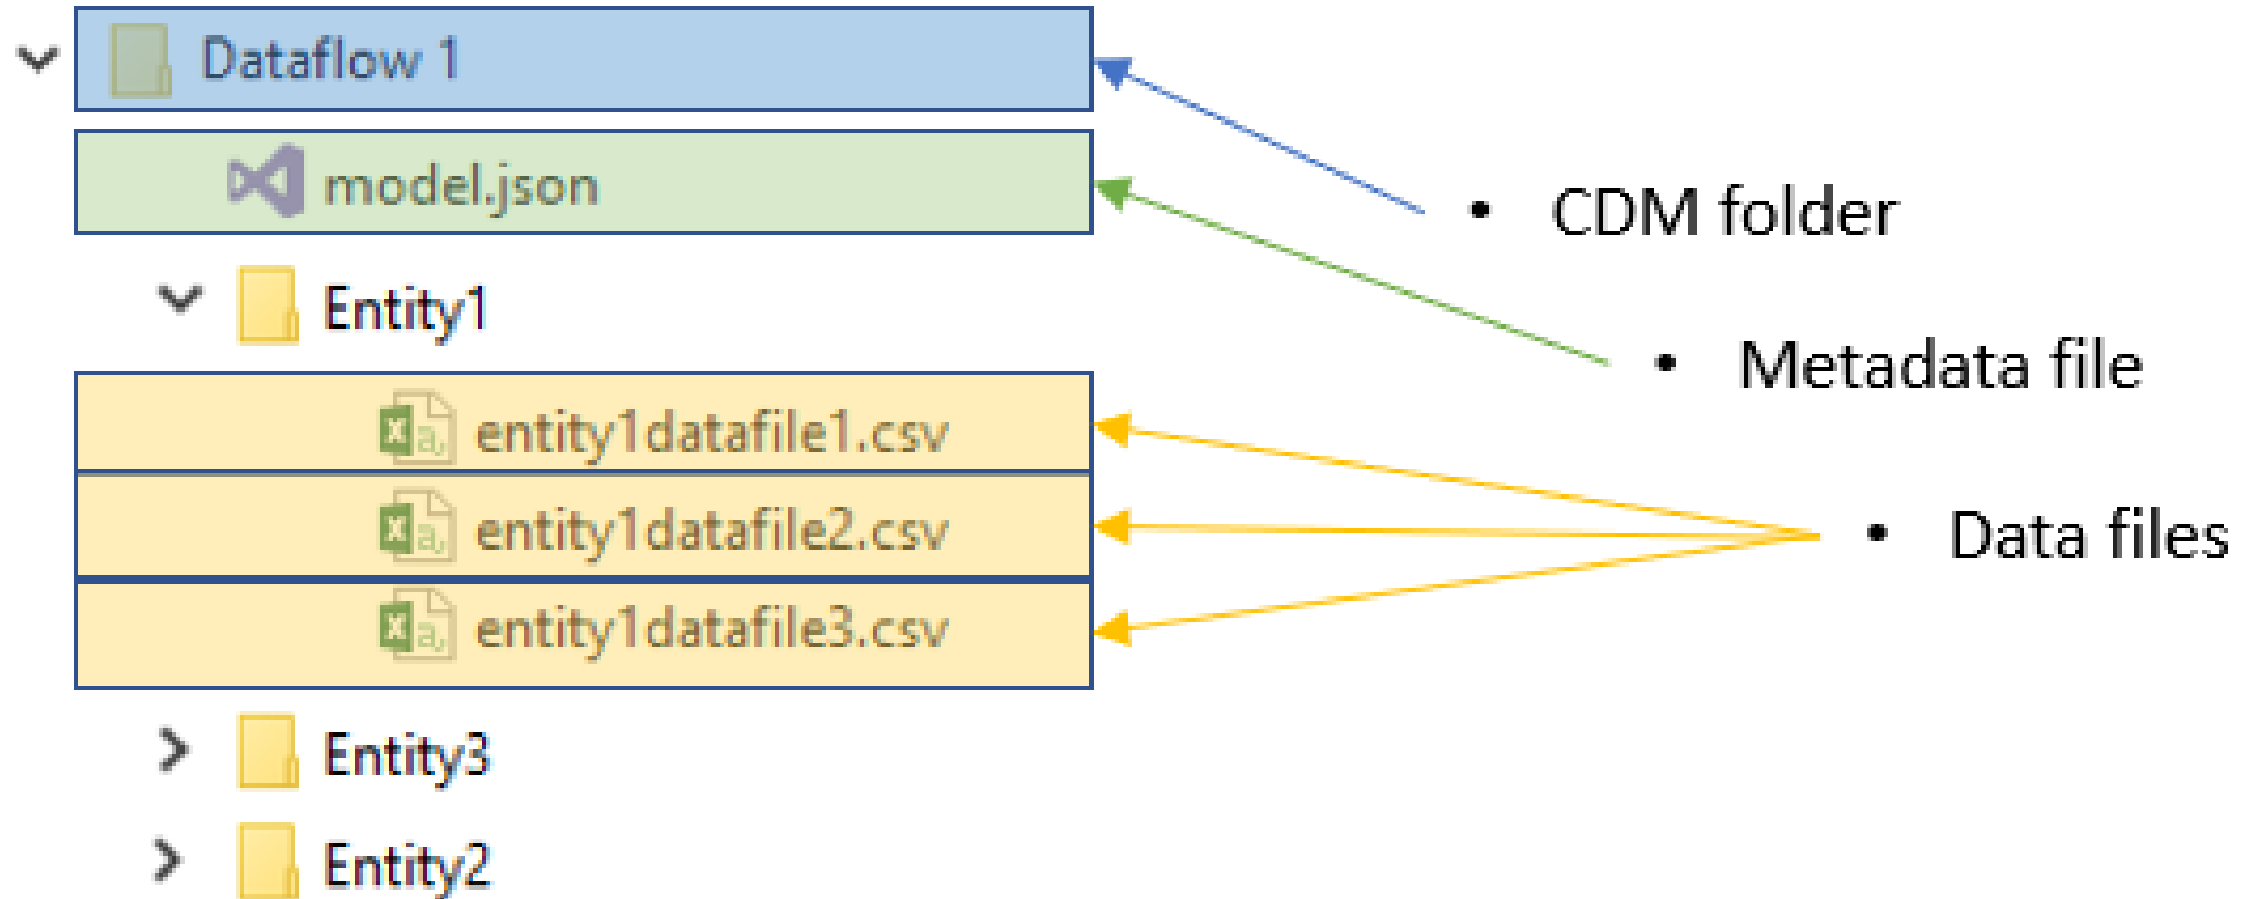 Dataflow 1
model.json
Entity1
entity1datafile1.csv
entity1datafile2.csv
entity1datafile3.csv
Entity3
Entity2
• CDM folder
• Metadata file
• Data files